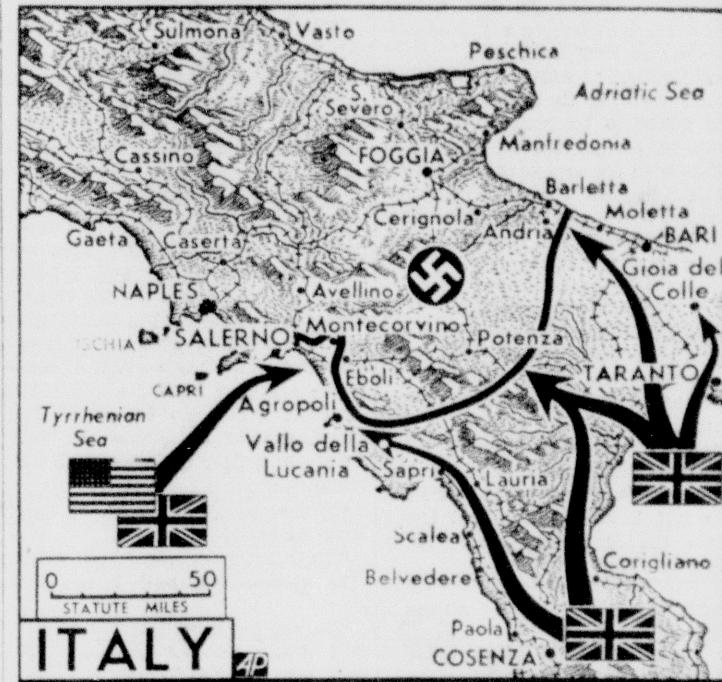 Sulmona
Vasto
Peschica
Adriatic Sea
S.
Severo
Manfredonia
Cassino
FOGGIA
Barletta
Cerignola
Andria
Moletta
BARI
Gaeta
Caserta
Gioia del
Colle
NAPLES
Avellino
ISCHIA
SALERNO
Montecorvino
Potenza
Eboli
TARANTO
CAPRI
Agropoli
Tyrrhenian
Sea
Vallo della
Lucania
Sapri
Lauria
Scalea
Corigliano
Belvedere
0 50
STATUTE MILES
Paola
COSENZA
ITALY
AP